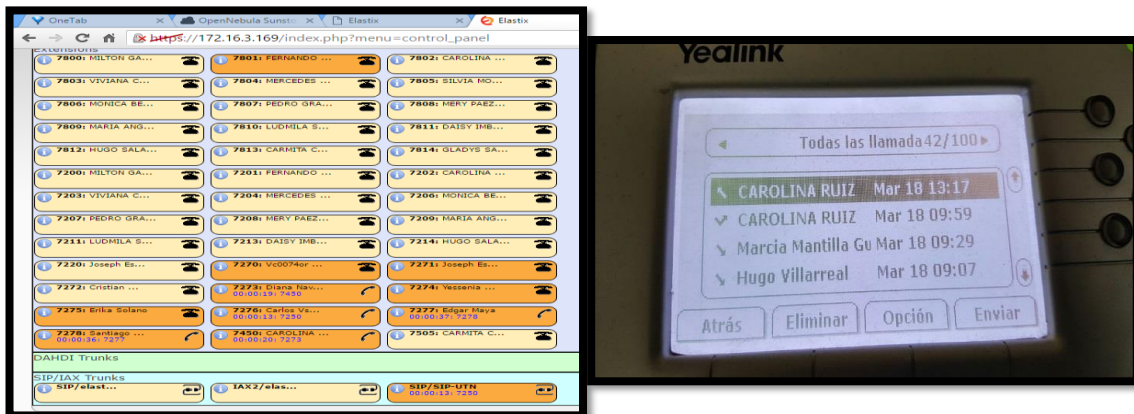 OneTab
OpenNebula Sunsto
Elastix
Elastix
https://172.16.3.169/index.php?menu=control_panel
Extensions
7800: MILTON GA... 7801: FERNANDO ... 7802: CAROLINA ...
7803: VIVIANA C... 7804: MERCEDES ... 7805: SILVIA MO...
7806: MONICA BE... 7807: PEDRO GRA... 7808: MERY PAEZ...
7809: MARIA ANG... 7810: LUDMILA S... 7811: DAISY IMB...
7812: HUGO SALA... 7813: CARMITA C... 7814: GLADYS SA...
7200: MILTON GA... 7201: FERNANDO ... 7202: CAROLINA ...
7203: VIVIANA C... 7204: MERCEDES ... 7206: MONICA BE...
7207: PEDRO GRA... 7208: MERY PAEZ... 7209: MARIA ANG...
7211: LUDMILA S... 7213: DAISY IMB... 7214: HUGO SALA...
7220: Joseph Es... 7270: Vc0074or ... 7271: Joseph Es...
7272: Cristian ... 7273: Diana Nav... 7274: Yessenia ...
00:00:19: 7450
7275: Erika Solano 7276: Carlos Va... 7277: Edgar Maya
00:00:13: 7250 00:00:37: 7278
7278: Santiago ... 7450: CAROLINA ... 7505: CARMITA C...
00:00:36: 7277 00:00:20: 7273
DAHDI Trunks
SIP/IAX Trunks
SIP/elast... IAX2/elas... SIP/SIP-UTN
00:00:13: 7250
Yealink
Todas las llamada42/100
CAROLINA RUIZ Mar 18 13:17
CAROLINA RUIZ Mar 18 09:59
Marcia Mantilla Gu Mar 18 09:29
Hugo Villarreal Mar 18 09:07
Atrás Eliminar Opción Enviar